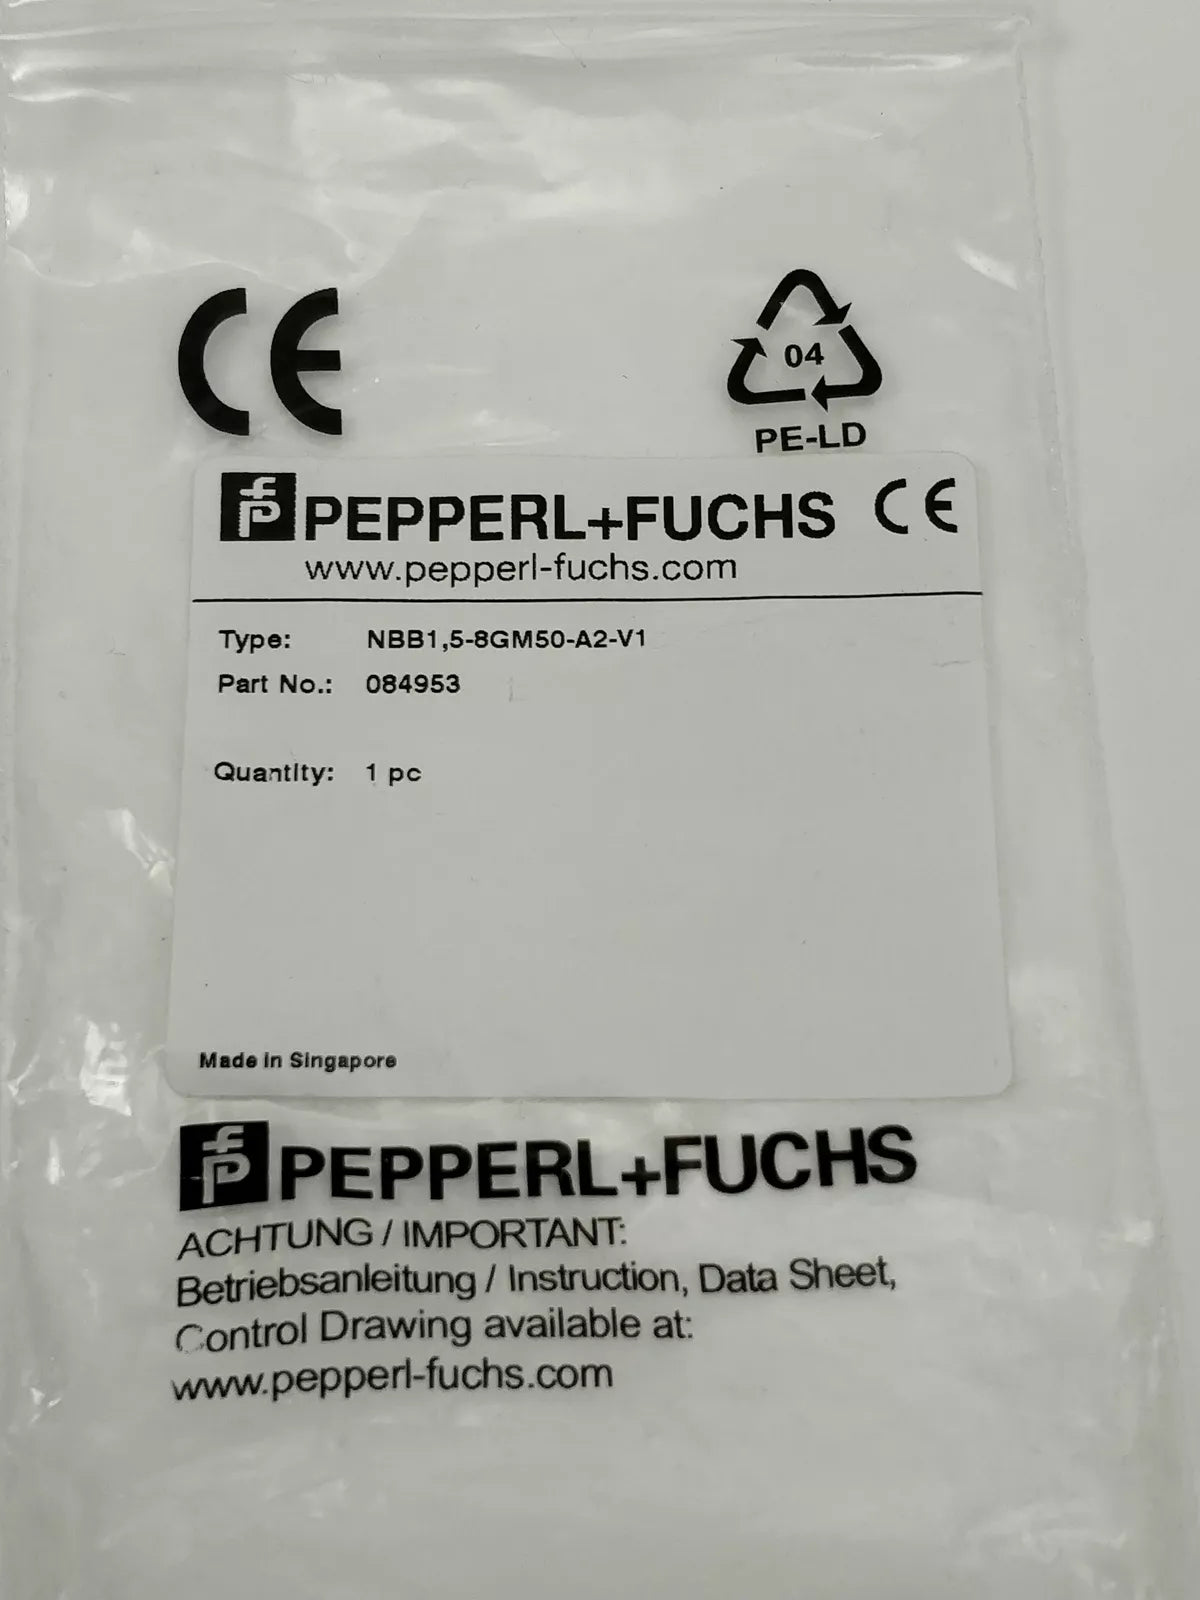 CE
04
PE-LD
fp PEPPERL+FUCHS CE
www.pepperl-fuchs.com
Type: NBB1,5-8GM50-A2-V1
Part No.: 084953
Quantity: 1 pc
Made in Singapore
fp PEPPERL+FUCHS
ACHTUNG / IMPORTANT:
Betriebsanleitung / Instruction, Data Sheet,
Control Drawing available at:
www.pepperl-fuchs.com